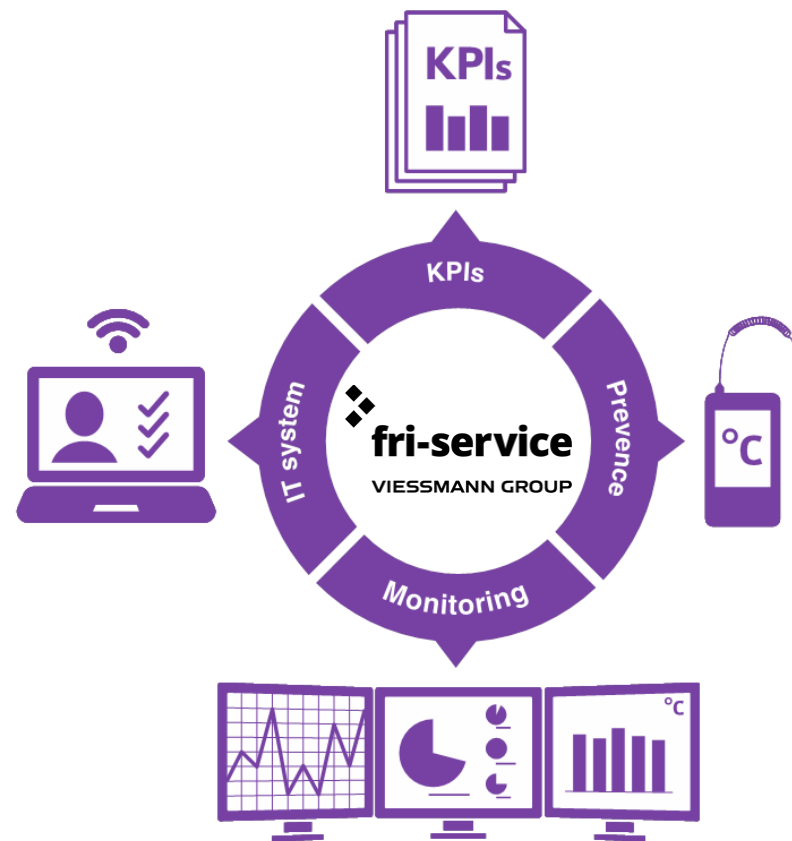 KPIs
KPIs
IT system
Prevence
fri-service
VIESSMANN GROUP
°C
Monitoring
°C